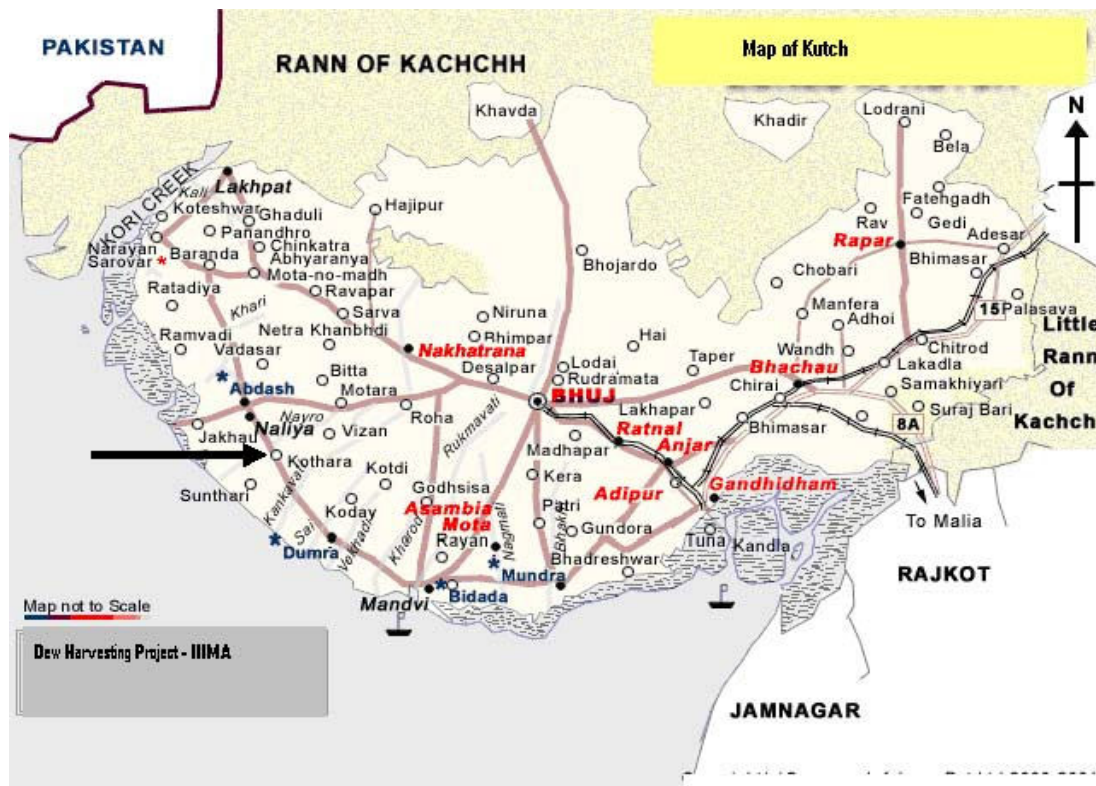 PAKISTAN
Map of Kutch
RANN OF KACHCHH
Khavda
Khadir
Lodrani
N
Bela
KORI CREEK
Kali
Lakhpat
Koteshwar
Ghaduli
Hajipur
Fatehgadh
Panandhro
Rav
Gedi
Narayan
Sarovar
Baranda
Chinkatra
Abhyaranya
Rapar
Adesar
Mota-no-madh
Bhojardo
Bhimasar
Ratadiya
Ravapar
Chobari
Khari
Sarva
Niruna
Manfera
15
Palasava
Ramvadi
Netra
Khanbhdi
Bhimpar
Hai
Adhoi
Little
Rann
Of
Kachch
Vadasar
Nakhatrana
Wandh
Chitrod
Lodai
Taper
Bhachau
Lakadla
Abdash
Bitta
Desalpar
Rudramata
Chirai
Samakhiyari
Motara
BHUJ
Nayro
Roha
Rukmavati
Lakhapar
Suraj Bari
Jakhau
Naliya
Vizan
Ratnal
Bhimasar
8A
Madhapar
Anjar
Kothara
Kotdi
Kera
Adipur
Gandhidham
Sunthari
Kankavati
Godhsisa
Koday
Asambia
Mota
Patri
To Malia
Sai
Kharod
Nagmati
Gundora
Dumra
Vekhadi
Rayan
Bhadreshwar
Tuna
Kandla
Mundra
RAJKOT
Mandvi
Bidada
Map not to Scale
Dew Harvesting Project - IIIMA
JAMNAGAR